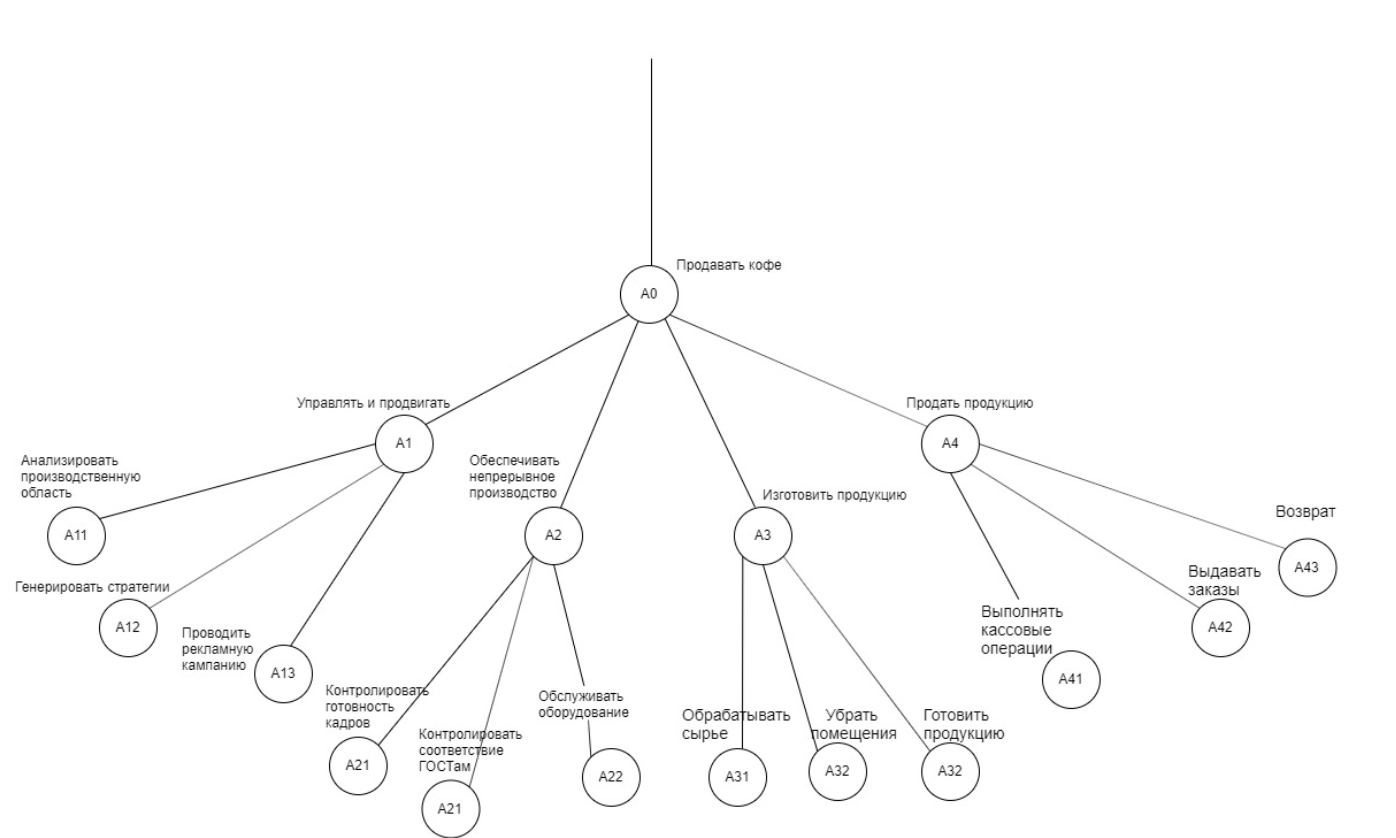 Продавать кофе
A0
Управлять и продвигать
A1
Продать продукцию
A4
Анализировать
производственную
область
A11
Обеспечивать
непрерывное
производство
A2
Изготовить продукцию
A3
Возврат
A43
Генерировать стратегии
A12
Выдавать
заказы
A42
Проводить
рекламную
кампанию
A13
Выполнять
кассовые
операции
A41
Контролировать
готовность
кадров
A21
Контролировать
соответствие
ГОСТам
A21
Обслуживать
оборудование
A22
Обрабатывать
сырье
A31
Убрать
помещения
A32
Готовить
продукцию
A32